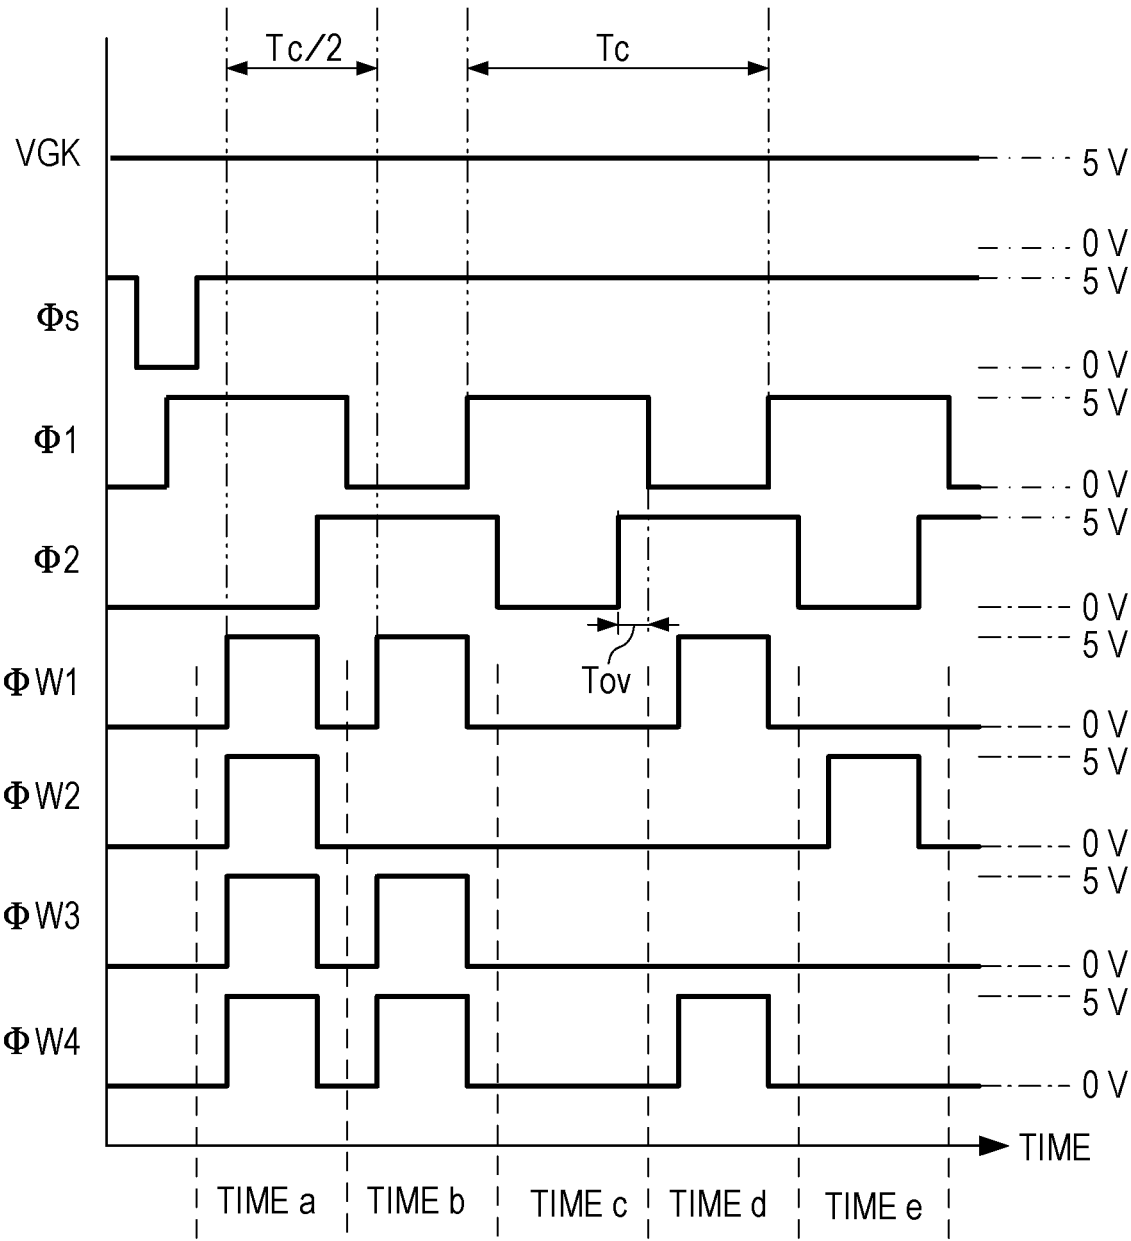 Tc/2
Tc
VGK
5 V
0 V
Φs
5 V
0 V
Φ1
5 V
0 V
Φ2
5 V
0 V
Tov
ΦW1
5 V
0 V
ΦW2
5 V
0 V
ΦW3
5 V
0 V
ΦW4
5 V
0 V
TIME
TIME a
TIME b
TIME c
TIME d
TIME e